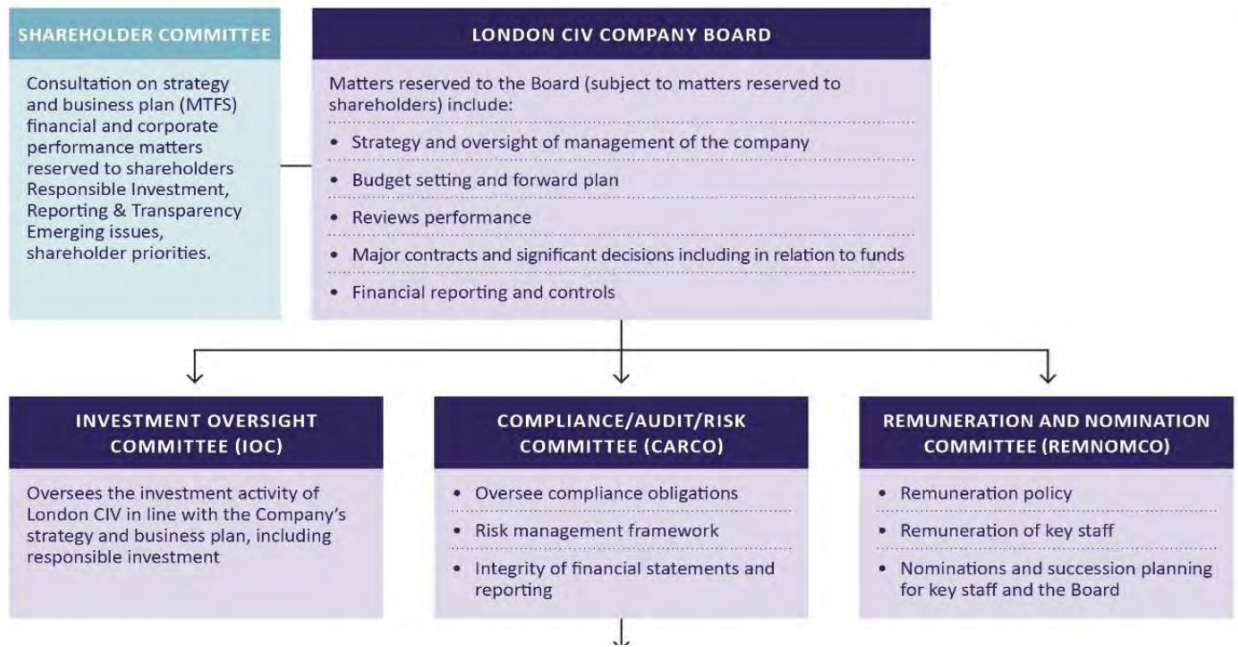 SHAREHOLDER COMMITTEE
Consultation on strategy
and business plan (MTFS)
financial and corporate
performance matters
reserved to shareholders
Responsible Investment,
Reporting & Transparency
Emerging issues,
shareholder priorities.
LONDON CIV COMPANY BOARD
Matters reserved to the Board (subject to matters reserved to
shareholders) include:
• Strategy and oversight of management of the company
• Budget setting and forward plan
• Reviews performance
• Major contracts and significant decisions including in relation to funds
• Financial reporting and controls
INVESTMENT OVERSIGHT
COMMITTEE (IOC)
Oversees the investment activity of
London CIV in line with the Company's
strategy and business plan, including
responsible investment
COMPLIANCE/AUDIT/RISK
COMMITTEE (CARCO)
• Oversee compliance obligations
• Risk management framework
• Integrity of financial statements and
reporting
REMUNERATION AND NOMINATION
COMMITTEE (REMNOMCO)
• Remuneration policy
• Remuneration of key staff
• Nominations and succession planning
for key staff and the Board